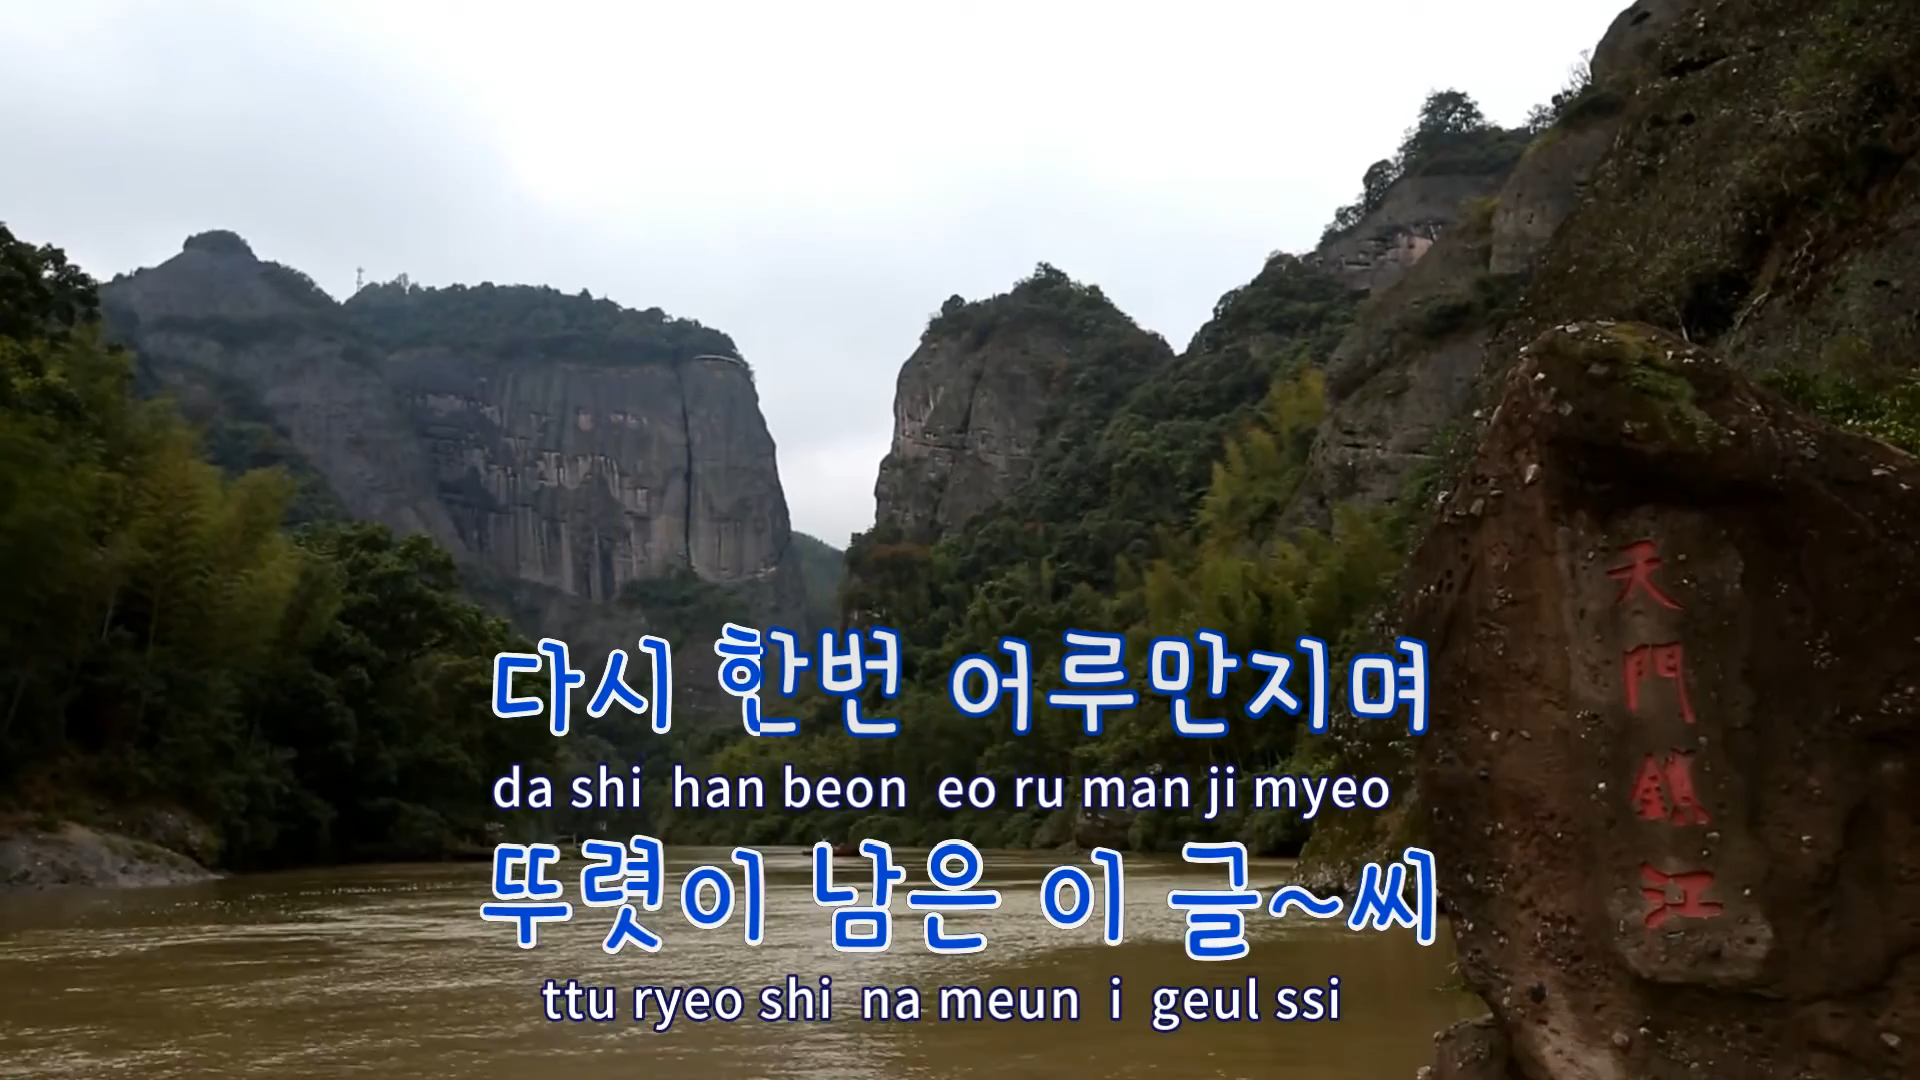 다시 한번 어루만지며
da shi han beon eo ru man ji myeo
뚜렷이 남은 이 글~씨
ttu ryeo shi na meun i geul ssi
天門鎖江